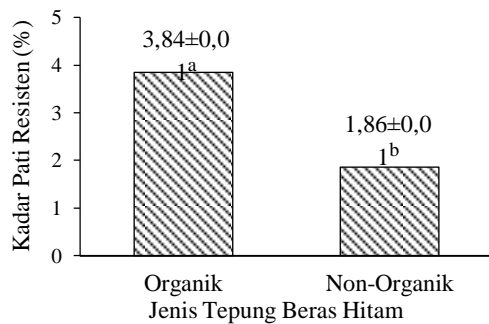 Kadar Pati Resisten (%)
5
4
3
2
1
0
3,84±0,0
1a
1,86±0,0
1b
Organik
Non-Organik
Jenis Tepung Beras Hitam